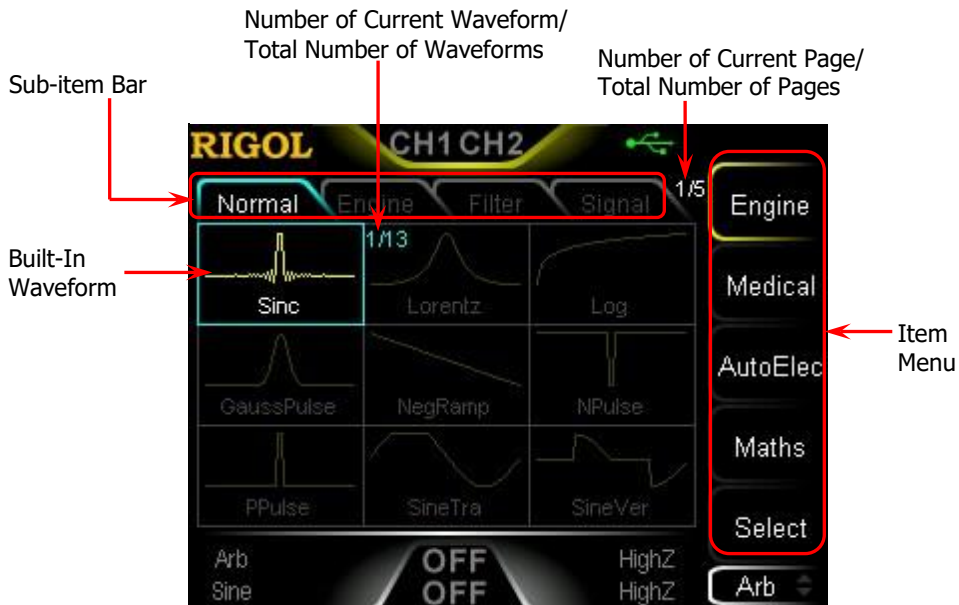 Number of Current Waveform/
Total Number of Waveforms
Number of Current Page/
Total Number of Pages
Sub-item Bar
RIGOL
CH1 CH2
Normal
Engine
Filter
Signal
1/5
Engine
1/13
Built-In
Waveform
Sinc
Lorentz
Log
Medical
Item
Menu
AutoElec
GaussPulse
NegRamp
NPulse
Maths
PPulse
SineTra
SineVer
Select
Arb
OFF
HighZ
Sine
OFF
HighZ
Arb